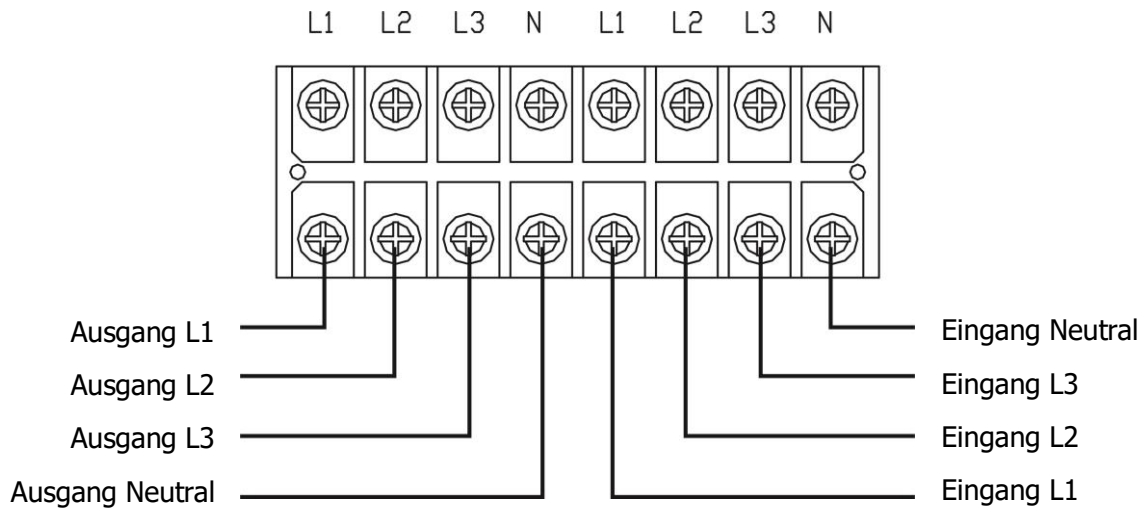 L1 L2 L3 N L1 L2 L3 N
Ausgang L1
Ausgang L2
Ausgang L3
Ausgang Neutral
Eingang Neutral
Eingang L3
Eingang L2
Eingang L1